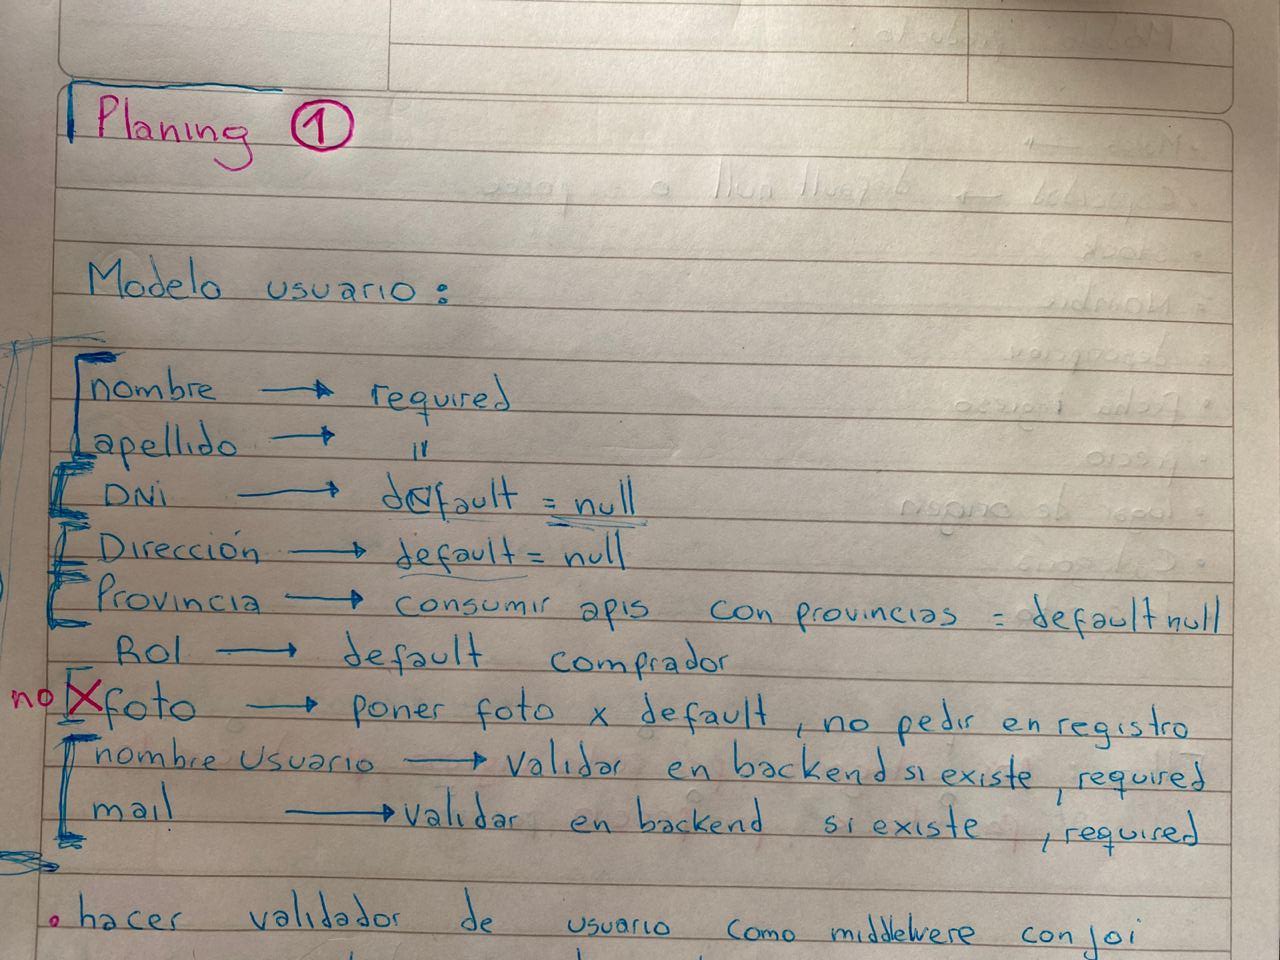 Planing 1
Modelo usuario:
nombre → required
apellido → "
DNi → default = null
Dirección → default = null
Provincia → consumir apis con provincias = default null
Rol → default comprador
no X foto → poner foto x default, no pedir en registro
nombre Usuario → validar en backend si existe, required
mail → validar en backend si existe, required
• hacer validador de usuario como middlewere con joi